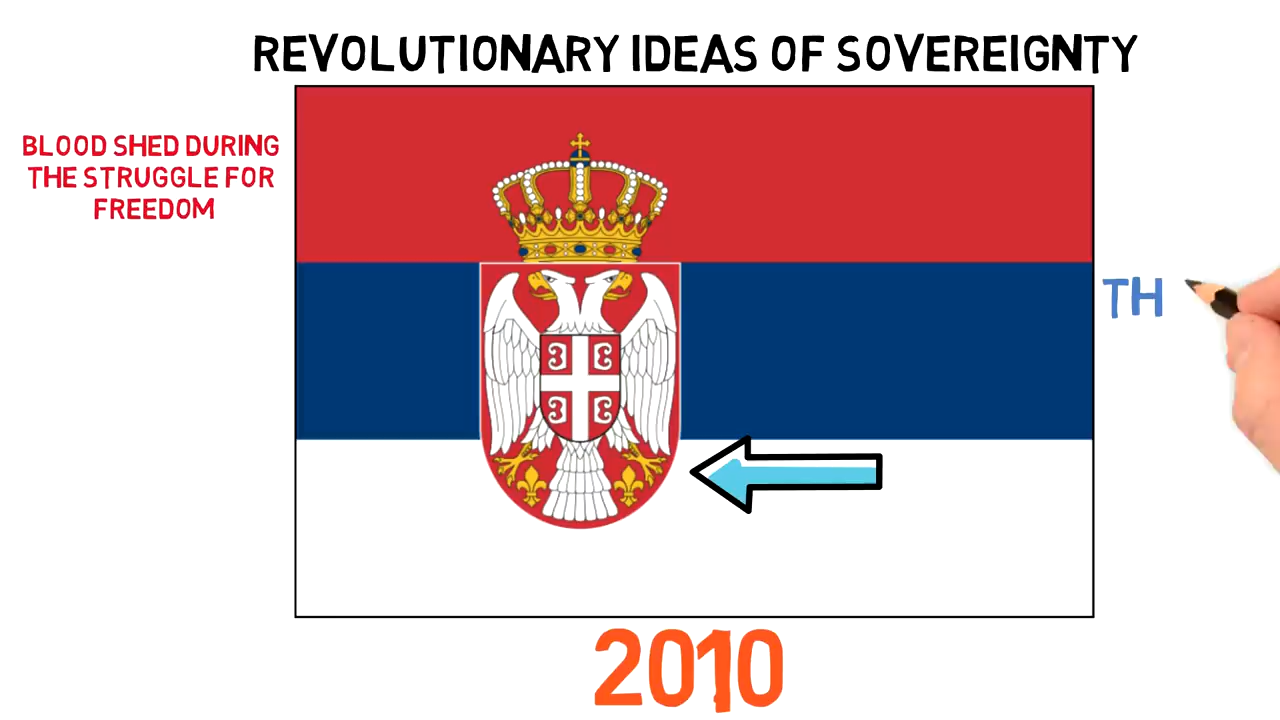 REVOLUTIONARY IDEAS OF SOVEREIGNTY
BLOOD SHED DURING
THE STRUGGLE FOR
FREEDOM
TH
2010